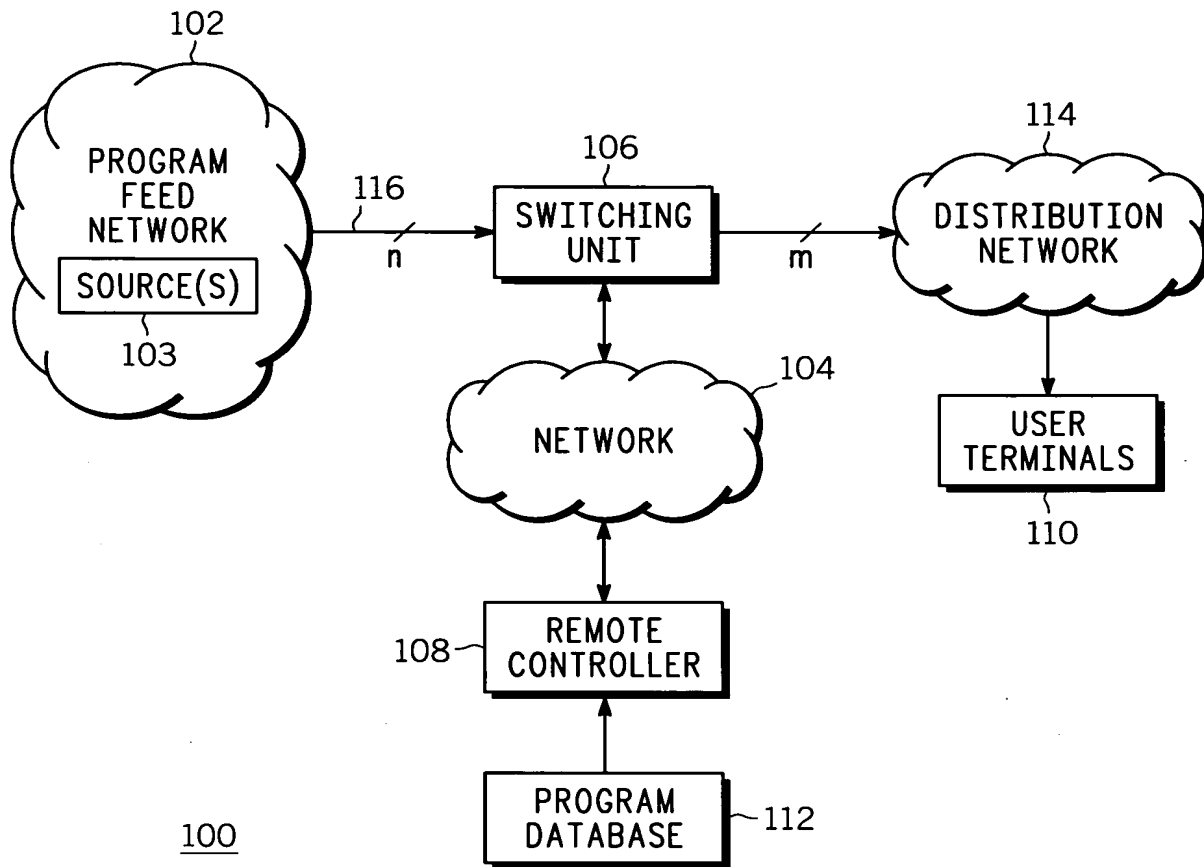 102
PROGRAM
FEED
NETWORK
SOURCE(S)
103
116
n
106
SWITCHING
UNIT
m
114
DISTRIBUTION
NETWORK
104
NETWORK
USER
TERMINALS
110
108
REMOTE
CONTROLLER
PROGRAM
DATABASE
112
100